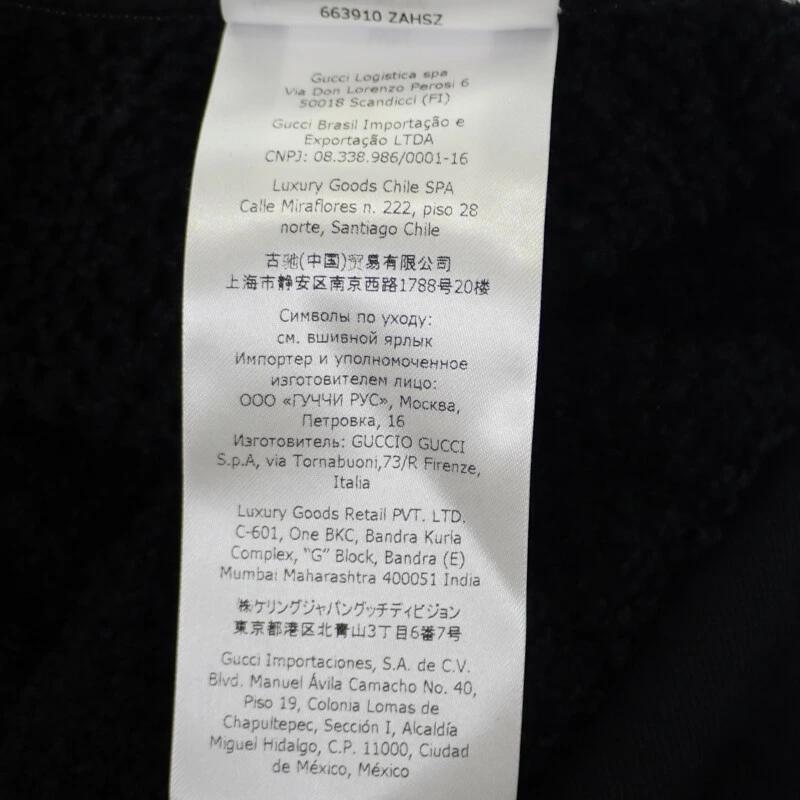 663910 ZAHSZ
Gucci Logistica spa
Via Don Lorenzo Perosi 6
50018 Scandicci (FI)
Gucci Brasil Importação e
Exportação LTDA
CNPJ: 08.338.986/0001-16
Luxury Goods Chile SPA
Calle Miraflores n. 222, piso 28
norte, Santiago Chile
古驰(中国)贸易有限公司
上海市静安区南京西路1788号20楼
Символы по уходу:
см. вшивной ярлык
Импортер и уполномоченное
изготовителем лицо:
ООО «ГУЧЧИ РУС», Москва,
Петровка, 16
Изготовитель: GUCCIO GUCCI
S.p.A, via Tornabuoni,73/R Firenze,
Italia
Luxury Goods Retail PVT. LTD.
C-601, One BKC, Bandra Kurla
Complex, "G" Block, Bandra (E)
Mumbai Maharashtra 400051 India
㈱ケリングジャパングッチディビジョン
東京都港区北青山3丁目6番7号
Gucci Importaciones, S.A. de C.V.
Blvd. Manuel Ávila Camacho No. 40,
Piso 19, Colonia Lomas de
Chapultepec, Sección I, Alcaldía
Miguel Hidalgo, C.P. 11000, Ciudad
de México, México